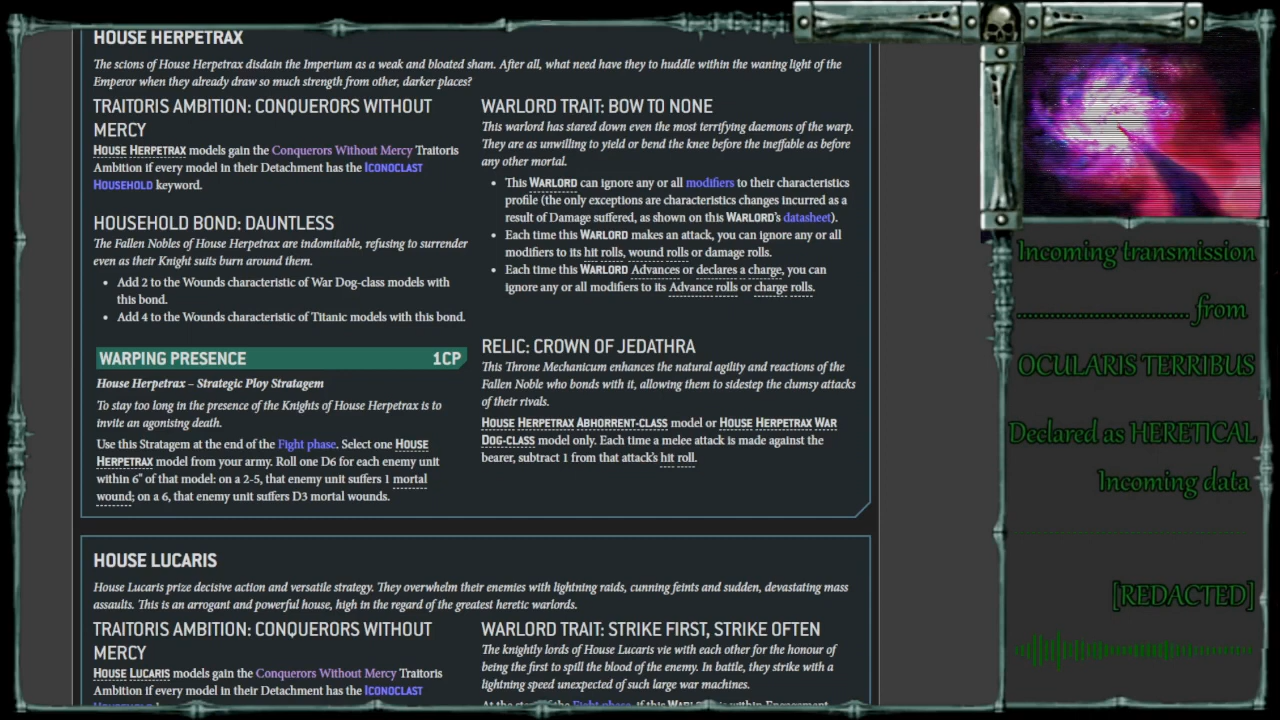 HOUSE HERPETRAX
The scions of House Herpetrax disdain the Imperium as a weak and bloated sham. After all, what need have they to huddle within the waning light of the
Emperor when they already draw so much strength from other, darker places?
TRAITORIS AMBITION: CONQUERORS WITHOUT
MERCY
HOUSE HERPETRAX models gain the Conquerors Without Mercy Traitoris
Ambition if every model in their Detachment has the ICONOCLAST
HOUSEHOLD keyword.
HOUSEHOLD BOND: DAUNTLESS
The Fallen Nobles of House Herpetrax are indomitable, refusing to surrender
even as their Knight suits burn around them.
• Add 2 to the Wounds characteristic of War Dog-class models with
this bond.
• Add 4 to the Wounds characteristic of Titanic models with this bond.
WARPING PRESENCE 1CP
House Herpetrax – Strategic Ploy Stratagem
To stay too long in the presence of the Knights of House Herpetrax is to
invite an agonising death.
Use this Stratagem at the end of the Fight phase. Select one HOUSE
HERPETRAX model from your army. Roll one D6 for each enemy unit
within 6" of that model: on a 2-5, that enemy unit suffers 1 mortal
wound; on a 6, that enemy unit suffers D3 mortal wounds.
WARLORD TRAIT: BOW TO NONE
This warlord has stared down even the most terrifying daemons of the warp.
They are as unwilling to yield or bend the knee before the ineffable as before
any other mortal.
• This WARLORD can ignore any or all modifiers to their characteristics
profile (the only exceptions are characteristics changes incurred as a
result of Damage suffered, as shown on this WARLORD's datasheet).
• Each time this WARLORD makes an attack, you can ignore any or all
modifiers to its hit rolls, wound rolls or damage rolls.
• Each time this WARLORD Advances or declares a charge, you can
ignore any or all modifiers to its Advance rolls or charge rolls.
RELIC: CROWN OF JEDATHRA
This Throne Mechanicum enhances the natural agility and reactions of the
Fallen Noble who bonds with it, allowing them to sidestep the clumsy attacks
of their rivals.
HOUSE HERPETRAX ABHORRENT-CLASS model or HOUSE HERPETRAX WAR
DOG-CLASS model only. Each time a melee attack is made against the
bearer, subtract 1 from that attack's hit roll.
HOUSE LUCARIS
House Lucaris prize decisive action and versatile strategy. They overwhelm their enemies with lightning raids, cunning feints and sudden, devastating mass
assaults. This is an arrogant and powerful house, high in the regard of the greatest heretic warlords.
TRAITORIS AMBITION: CONQUERORS WITHOUT
MERCY
HOUSE LUCARIS models gain the Conquerors Without Mercy Traitoris
Ambition if every model in their Detachment has the ICONOCLAST
WARLORD TRAIT: STRIKE FIRST, STRIKE OFTEN
The knightly lords of House Lucaris vie with each other for the honour of
being the first to spill the blood of the enemy. In battle, they strike with a
lightning speed unexpected of such large war machines.
Incoming transmission
.............................. from
OCULARIS TERRIBUS
Declared as HERETICAL
Incoming data
[REDACTED]